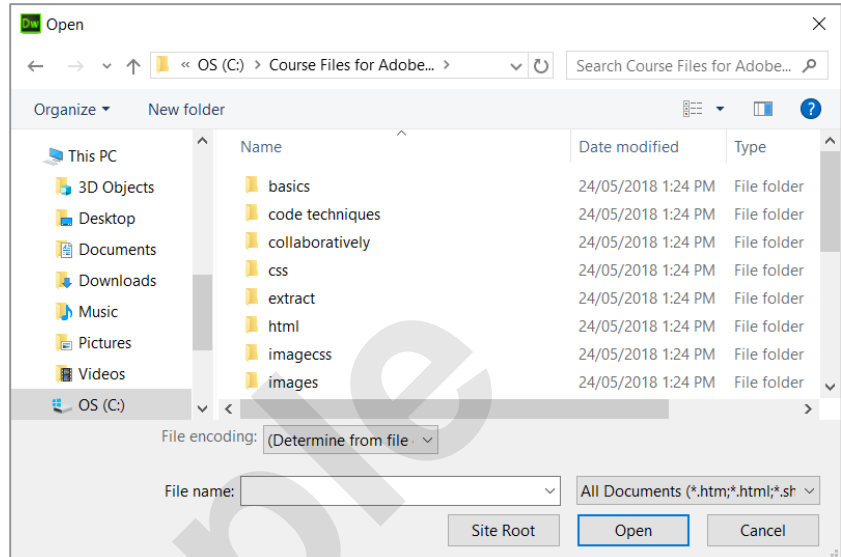 Dw Open
« OS (C:) > Course Files for Adobe... >
Search Course Files for Adobe...
Organize New folder
?
Name Date modified Type
This PC
3D Objects
Desktop
Documents
Downloads
Music
Pictures
Videos
OS (C:)
basics 24/05/2018 1:24 PM File folder
code techniques 24/05/2018 1:24 PM File folder
collaboratively 24/05/2018 1:24 PM File folder
css 24/05/2018 1:24 PM File folder
extract 24/05/2018 1:24 PM File folder
html 24/05/2018 1:24 PM File folder
imagecss 24/05/2018 1:24 PM File folder
images 24/05/2018 1:24 PM File folder
File encoding: (Determine from file
File name:
All Documents (*.htm;*.html;*.sh
Site Root Open Cancel
ple